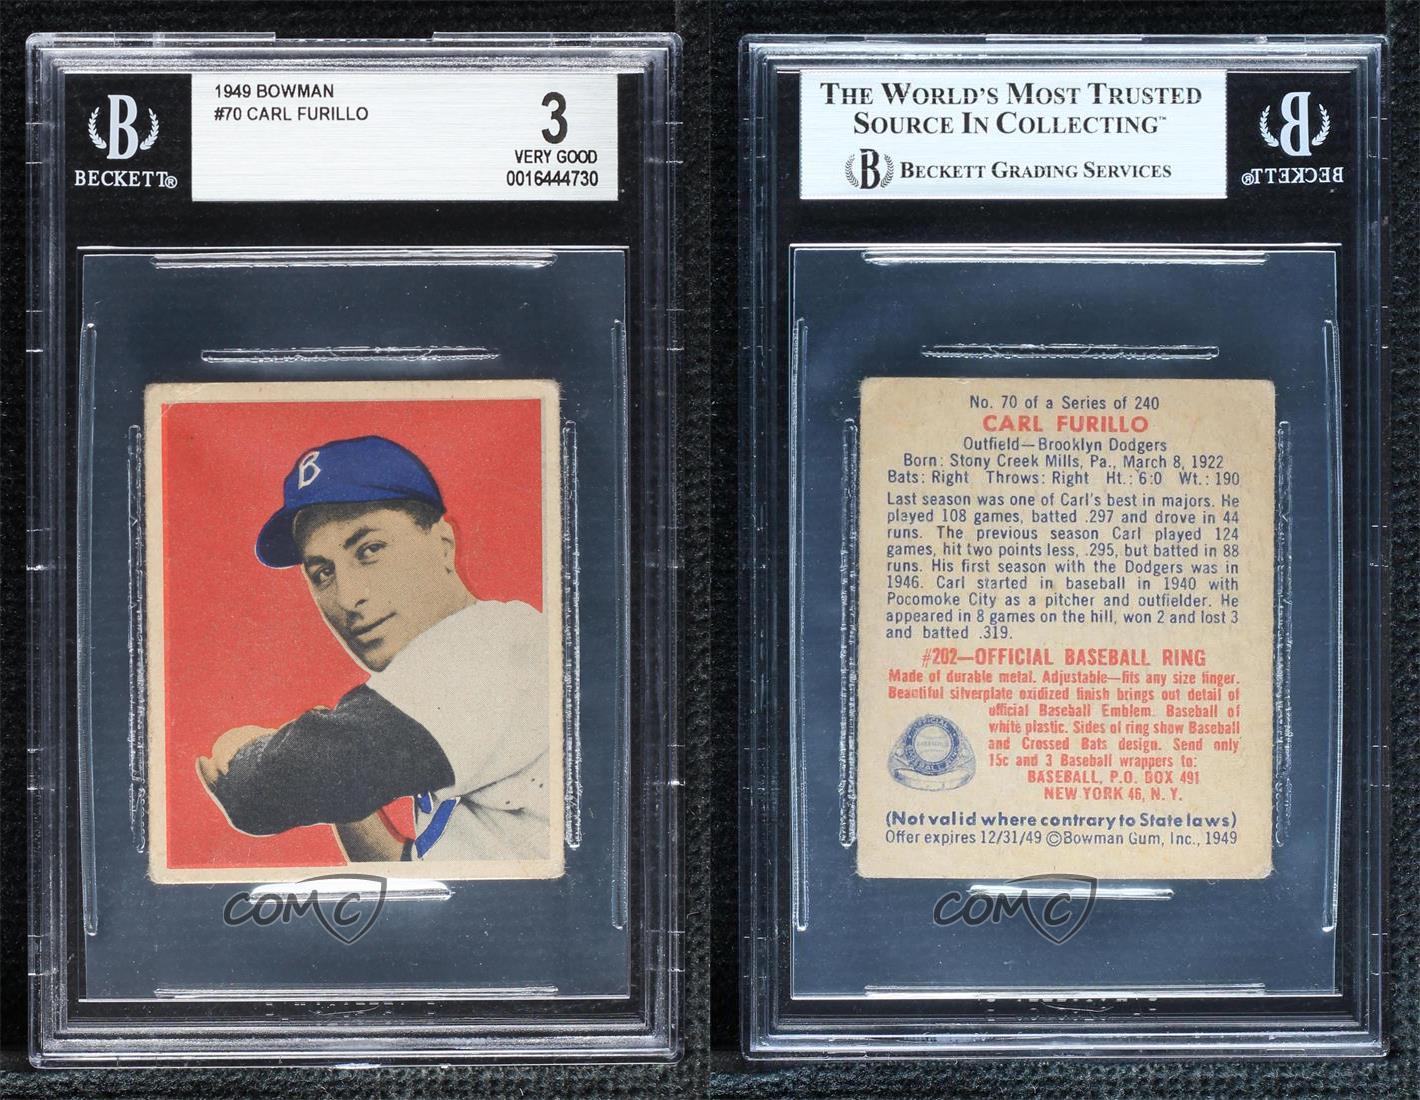 B
BECKETT®
1949 BOWMAN
#70 CARL FURILLO
3
VERY GOOD
0016444730
B
COMC
THE WORLD'S MOST TRUSTED
SOURCE IN COLLECTING™
B BECKETT GRADING SERVICES
B
BECKETT®
No. 70 of a Series of 240
CARL FURILLO
Outfield—Brooklyn Dodgers
Born: Stony Creek Mills, Pa., March 8, 1922
Bats: Right Throws: Right Ht.: 6:0 Wt.: 190
Last season was one of Carl's best in majors. He
played 108 games, batted .297 and drove in 44
runs. The previous season Carl played 124
games, hit two points less, .295, but batted in 88
runs. His first season with the Dodgers was in
1946. Carl started in baseball in 1940 with
Pocomoke City as a pitcher and outfielder. He
appeared in 8 games on the hill, won 2 and lost 3
and batted .319.
#202—OFFICIAL BASEBALL RING
Made of durable metal. Adjustable—fits any size finger.
Beautiful silverplate oxidized finish brings out detail of
official Baseball Emblem. Baseball of
white plastic. Sides of ring show Baseball
and Crossed Bats design. Send only
15c and 3 Baseball wrappers to:
BASEBALL, P.O. BOX 491
NEW YORK 46, N. Y.
(Not valid where contrary to State laws)
Offer expires 12/31/49 ©Bowman Gum, Inc., 1949
COMC